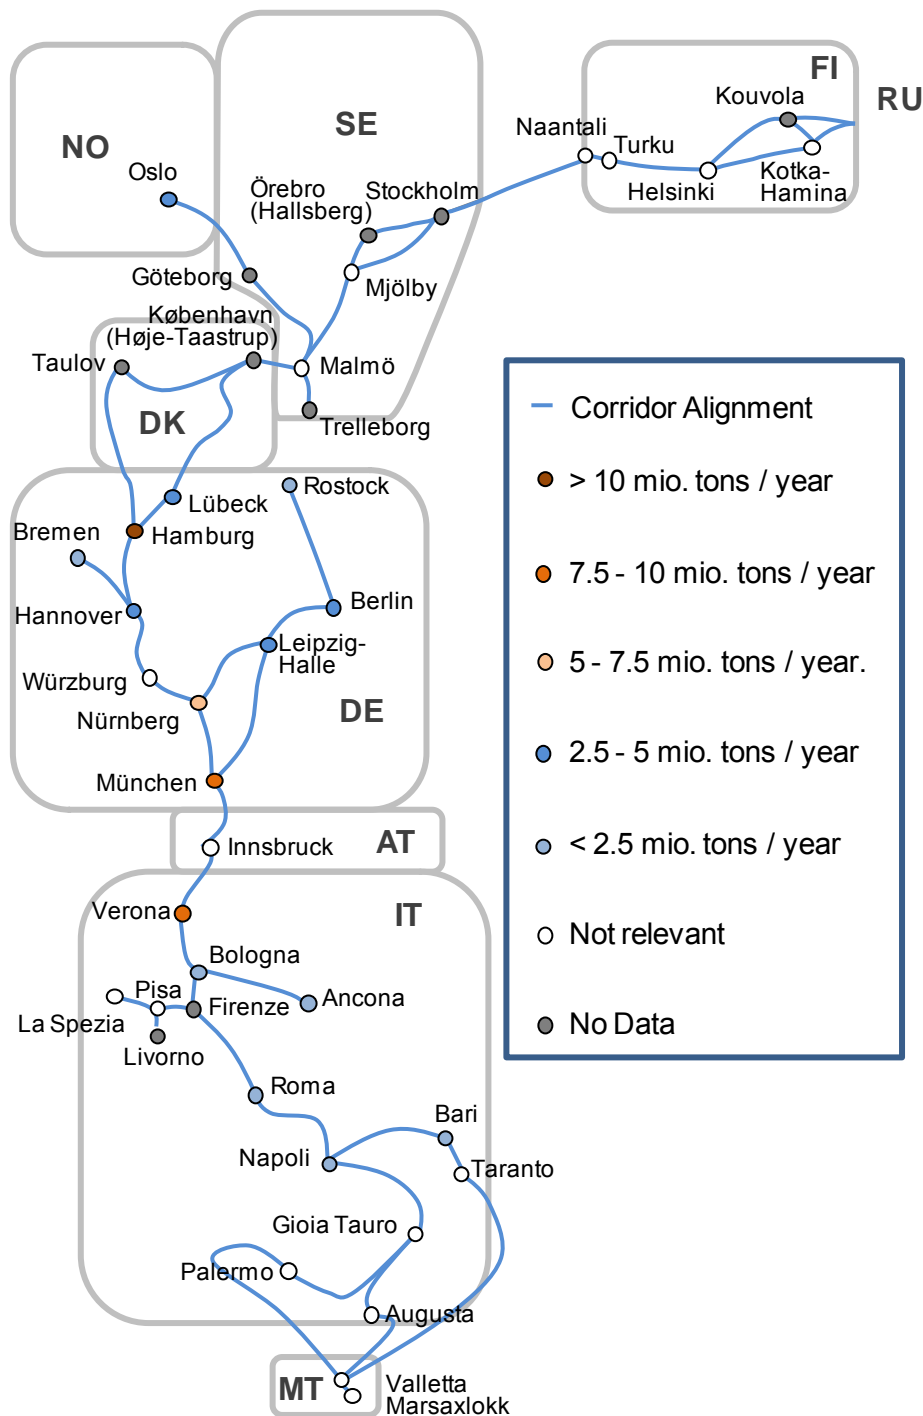 FI
RU
Kouvola
SE
Naantali
NO
Turku
Oslo
Örebro
(Hallsberg)
Stockholm
Helsinki
Kotka-
Hamina
Göteborg
Mjölby
København
(Høje-Taastrup)
Taulov
Malmö
DK
Trelleborg
Corridor Alignment
> 10 mio. tons / year
7.5 - 10 mio. tons / year
5 - 7.5 mio. tons / year.
2.5 - 5 mio. tons / year
< 2.5 mio. tons / year
Not relevant
No Data
Lübeck
Rostock
Bremen
Hamburg
Hannover
Berlin
Leipzig-
Halle
Würzburg
Nürnberg
DE
München
Innsbruck
AT
Verona
IT
Bologna
Pisa
Ancona
La Spezia
Firenze
Livorno
Roma
Bari
Napoli
Taranto
Gioia Tauro
Palermo
Augusta
MT
Valletta
Marsaxlokk